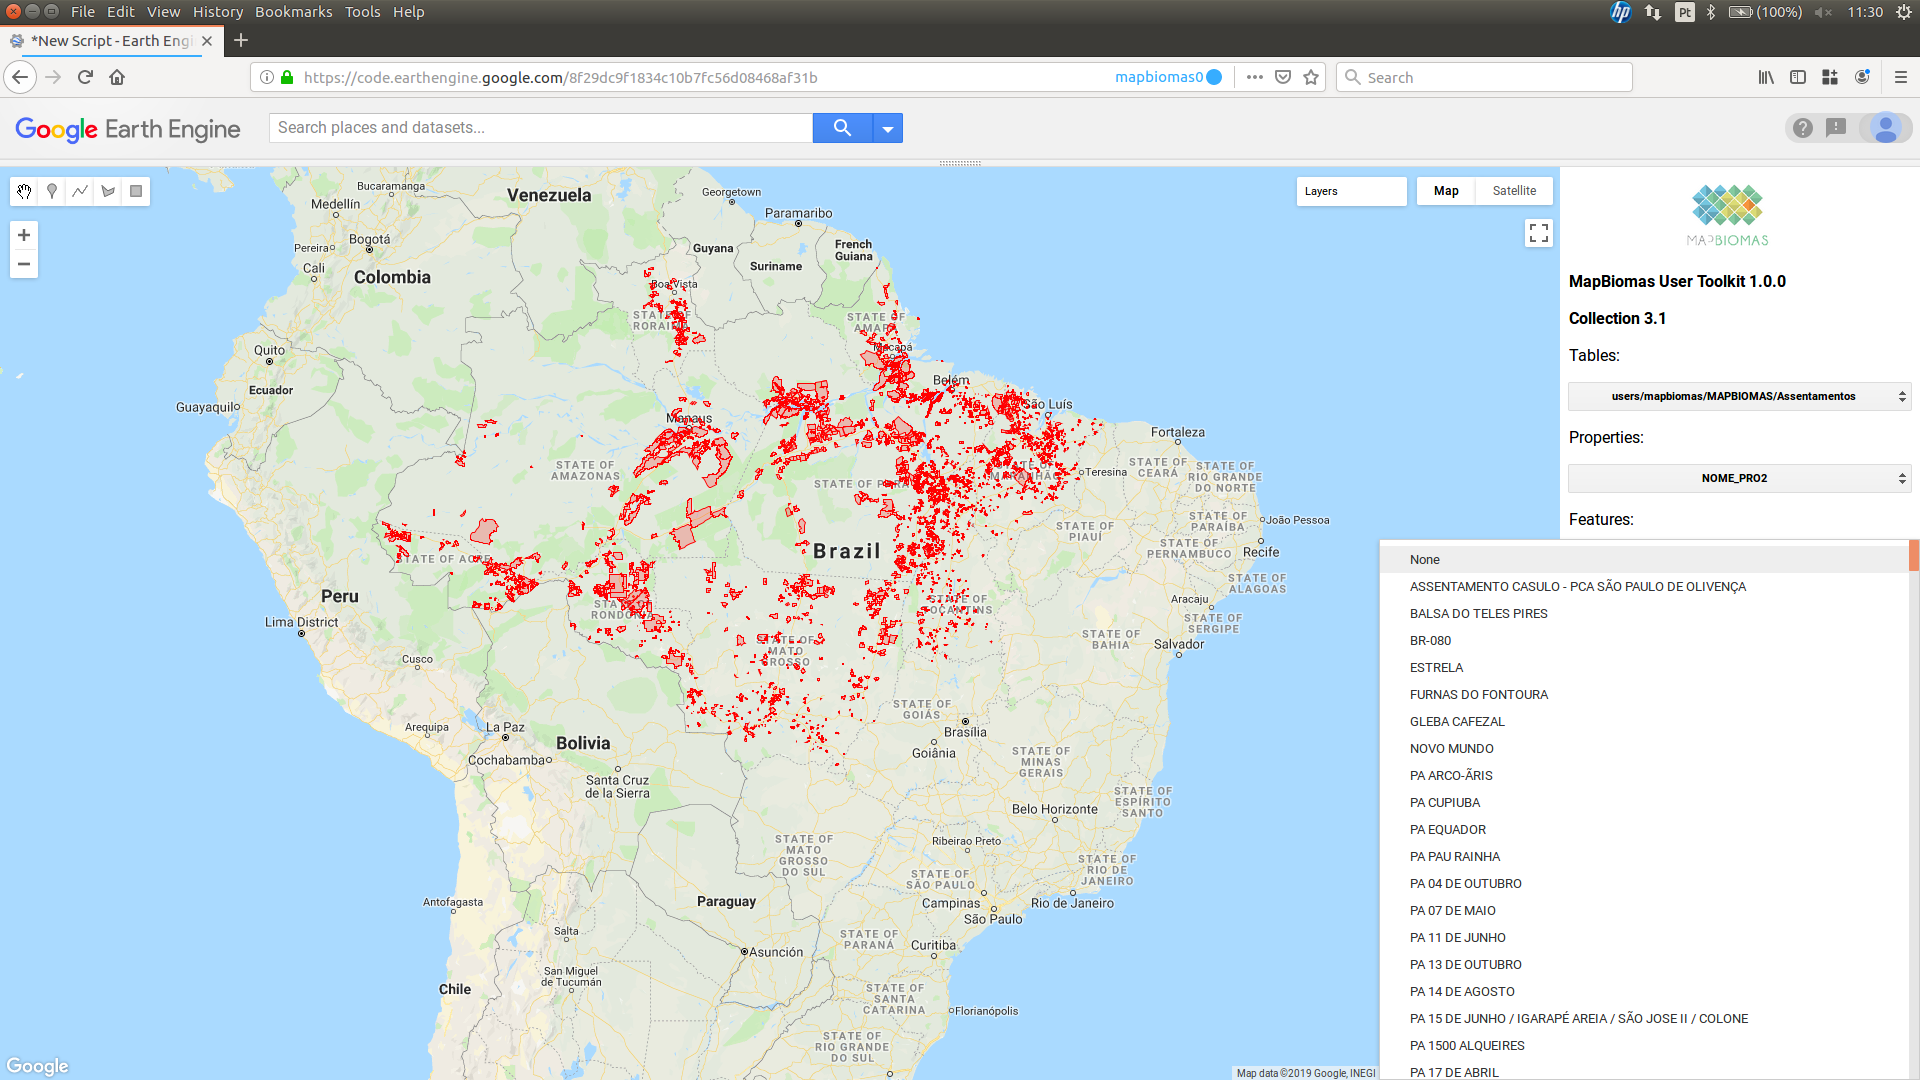 File Edit View History Bookmarks Tools Help
hp Pt (100%) 11:30
*New Script - Earth Engi
https://code.earthengine.google.com/8f29dc9f1834c10b7fc56d08468af31b mapbiomas0 Search
Google Earth Engine
Search places and datasets...
Layers
Map Satellite
Bucaramanga
Medellín
Venezuela
Georgetown
Paramaribo
Pereira
Bogotá
Guyana
French
Guiana
Cali
Colombia
Suriname
Boa Vista
STATE OF
RORAIMA
STATE OF
AMAPÁ
Macapá
Quito
Ecuador
Belém
Guayaquil
Manaus
São Luís
Fortaleza
STATE OF
AMAZONAS
STATE OF PARÁ
STATE OF
MARANHÃO
Teresina
STATE OF
CEARÁ
STATE OF
RIO GRANDE
DO NORTE
STATE OF
PARAÍBA
João Pessoa
STATE OF
PIAUÍ
STATE OF
PERNAMBUCO
Recife
Brazil
STATE OF ACRE
STATE OF
ALAGOAS
Peru
STATE OF
RONDONIA
STATE OF
TOCANTINS
Aracaju
STATE OF
SERGIPE
Lima District
STATE OF
BAHIA
Salvador
STATE OF
MATO
GROSSO
Cusco
STATE OF
GOIÁS
Arequipa
La Paz
Brasília
Bolivia
Goiânia
Cochabamba
STATE OF
MINAS
GERAIS
Santa Cruz
de la Sierra
STATE OF
ESPÍRITO
SANTO
Belo Horizonte
STATE OF
MATO
GROSSO
DO SUL
Ribeirao Preto
STATE OF
RIO DE
JANEIRO
STATE OF
SÃO PAULO
Antofagasta
Paraguay
Campinas
Rio de Janeiro
São Paulo
Salta
STATE OF
PARANÁ
Curitiba
Asunción
San Miguel
de Tucumán
Chile
STATE OF
SANTA
CATARINA
Florianópolis
STATE OF
RIO GRANDE
DO SUL
Google
Map data ©2019 Google, INEGI
MAPBIOMAS
MapBiomas User Toolkit 1.0.0
Collection 3.1
Tables:
users/mapbiomas/MAPBIOMAS/Assentamentos
Properties:
NOME_PRO2
Features:
None
ASSENTAMENTO CASULO - PCA SÃO PAULO DE OLIVENÇA
BALSA DO TELES PIRES
BR-080
ESTRELA
FURNAS DO FONTOURA
GLEBA CAFEZAL
NOVO MUNDO
PA ARCO-ÃRIS
PA CUPIUBA
PA EQUADOR
PA PAU RAINHA
PA 04 DE OUTUBRO
PA 07 DE MAIO
PA 11 DE JUNHO
PA 13 DE OUTUBRO
PA 14 DE AGOSTO
PA 15 DE JUNHO / IGARAPÉ AREIA / SÃO JOSE II / COLONE
PA 1500 ALQUEIRES
PA 17 DE ABRIL